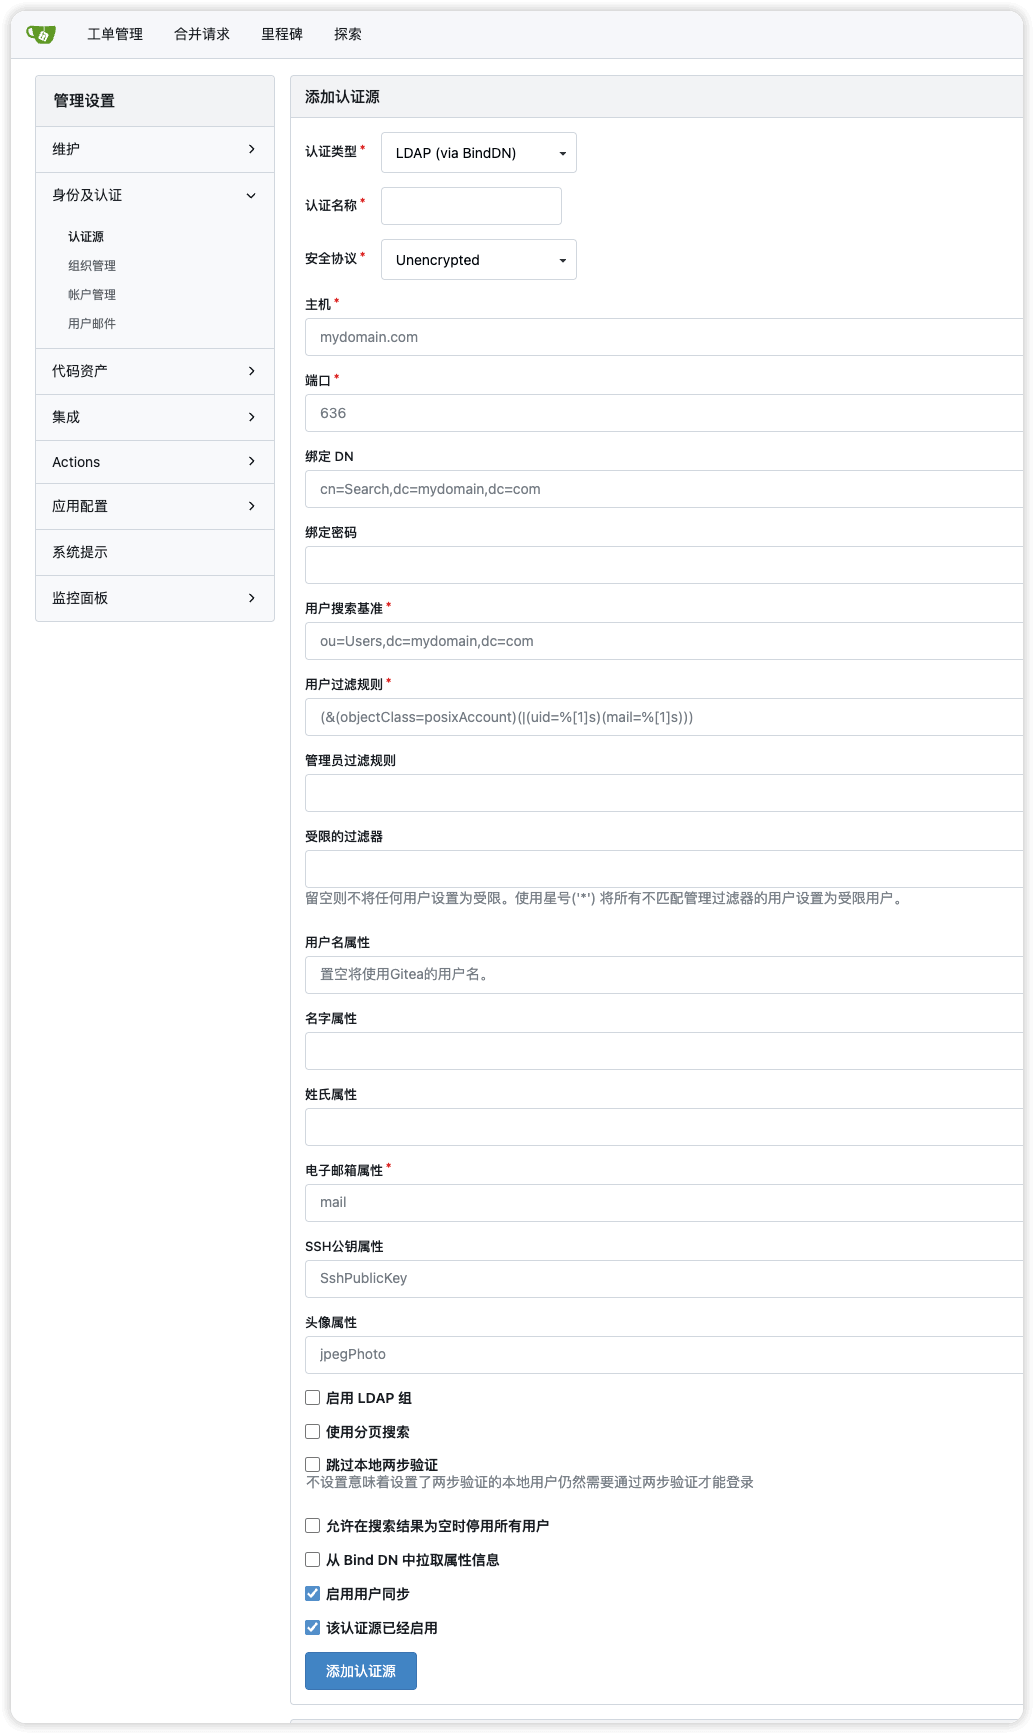 工单管理 合并请求 里程碑 探索
管理设置
维护
身份及认证
认证源
组织管理
帐户管理
用户邮件
代码资产
集成
Actions
应用配置
系统提示
监控面板
添加认证源
认证类型* LDAP (via BindDN)
认证名称*
安全协议* Unencrypted
主机*
mydomain.com
端口*
636
绑定 DN
cn=Search,dc=mydomain,dc=com
绑定密码
用户搜索基准*
ou=Users,dc=mydomain,dc=com
用户过滤规则*
(&(objectClass=posixAccount)(|(uid=%[1]s)(mail=%[1]s)))
管理员过滤规则
受限的过滤器
留空则不将任何用户设置为受限。使用星号('*') 将所有不匹配管理过滤器的用户设置为受限用户。
用户名属性
置空将使用Gitea的用户名。
名字属性
姓氏属性
电子邮箱属性*
mail
SSH公钥属性
SshPublicKey
头像属性
jpegPhoto
启用 LDAP 组
使用分页搜索
跳过本地两步验证
不设置意味着设置了两步验证的本地用户仍然需要通过两步验证才能登录
允许在搜索结果为空时停用所有用户
从 Bind DN 中拉取属性信息
启用用户同步
该认证源已经启用
添加认证源